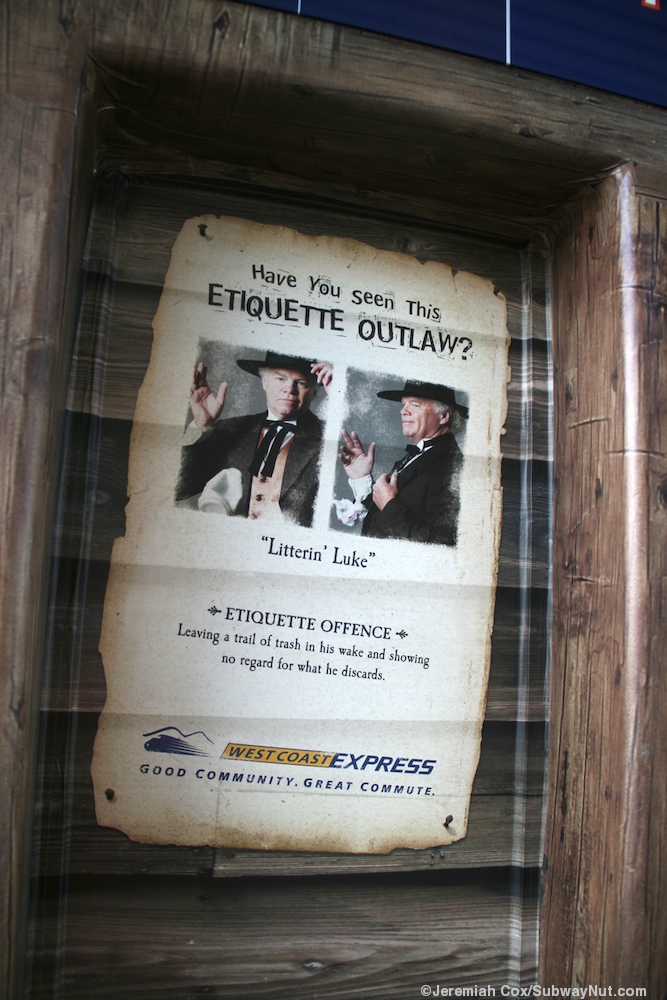 Have You Seen This
ETIQUETTE OUTLAW?
“Litterin’ Luke”
ETIQUETTE OFFENCE
Leaving a trail of trash in his wake and showing
no regard for what he discards.
WEST COAST EXPRESS
GOOD COMMUNITY. GREAT COMMUTE.
©Jeremiah Cox/SubwayNut.com